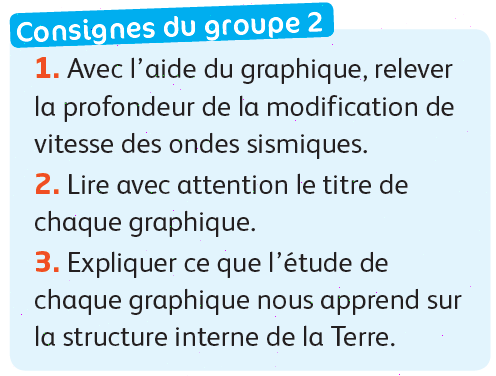 Consignes du groupe 2
1. Avec l'aide du graphique, relever
la profondeur de la modification de
vitesse des ondes sismiques.
2. Lire avec attention le titre de
chaque graphique.
3. Expliquer ce que l'étude de
chaque graphique nous apprend sur
la structure interne de la Terre.